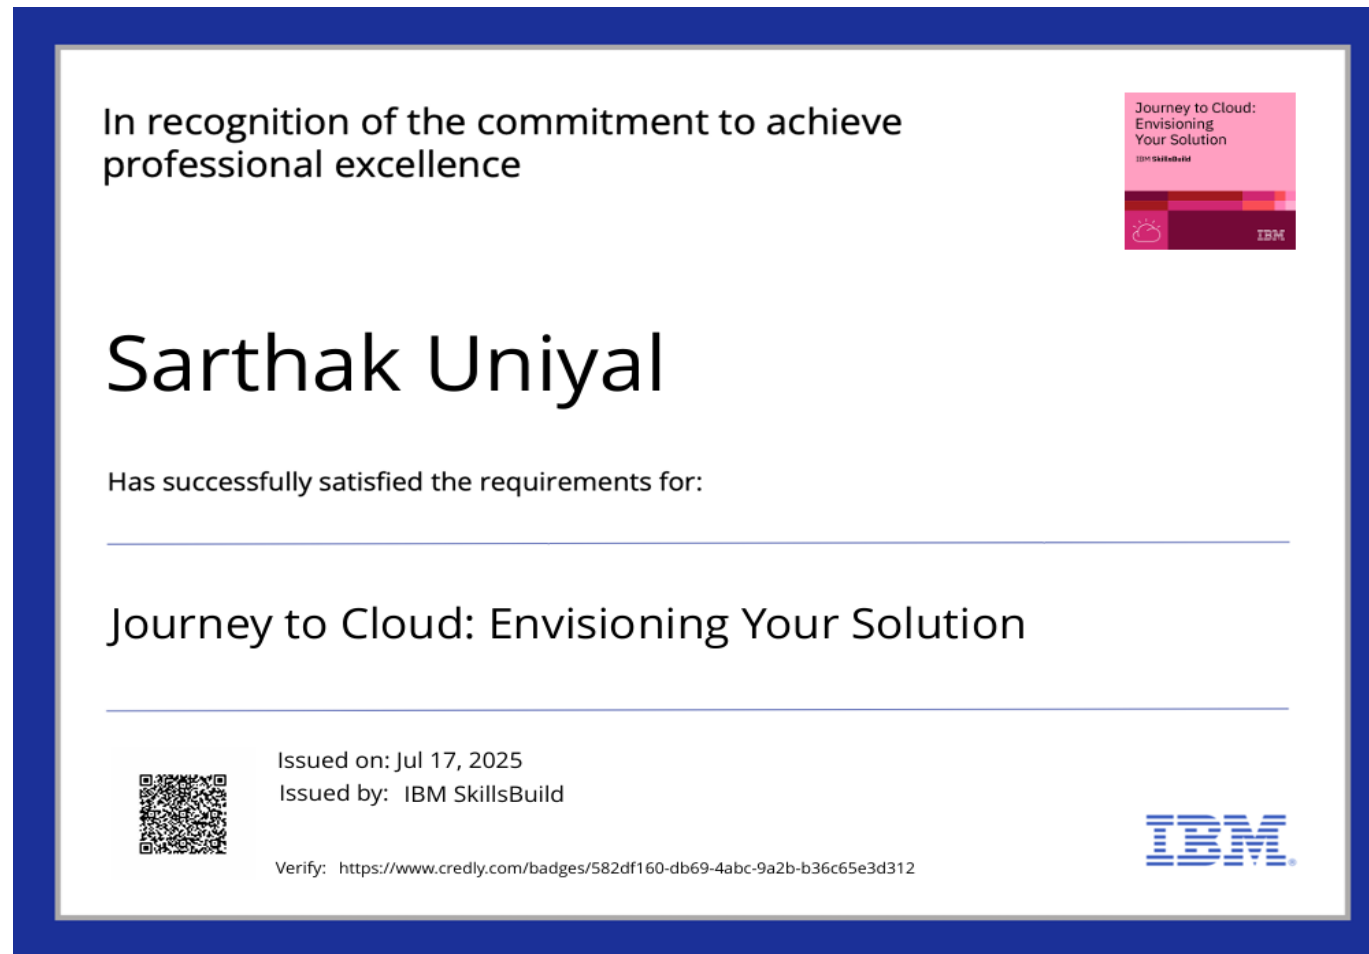 In recognition of the commitment to achieve
professional excellence
Journey to Cloud:
Envisioning
Your Solution
IBM SkillsBuild
IBM
Sarthak Uniyal
Has successfully satisfied the requirements for:
Journey to Cloud: Envisioning Your Solution
Issued on: Jul 17, 2025
Issued by: IBM SkillsBuild
Verify: https://www.credly.com/badges/582df160-db69-4abc-9a2b-b36c65e3d312
IBM®